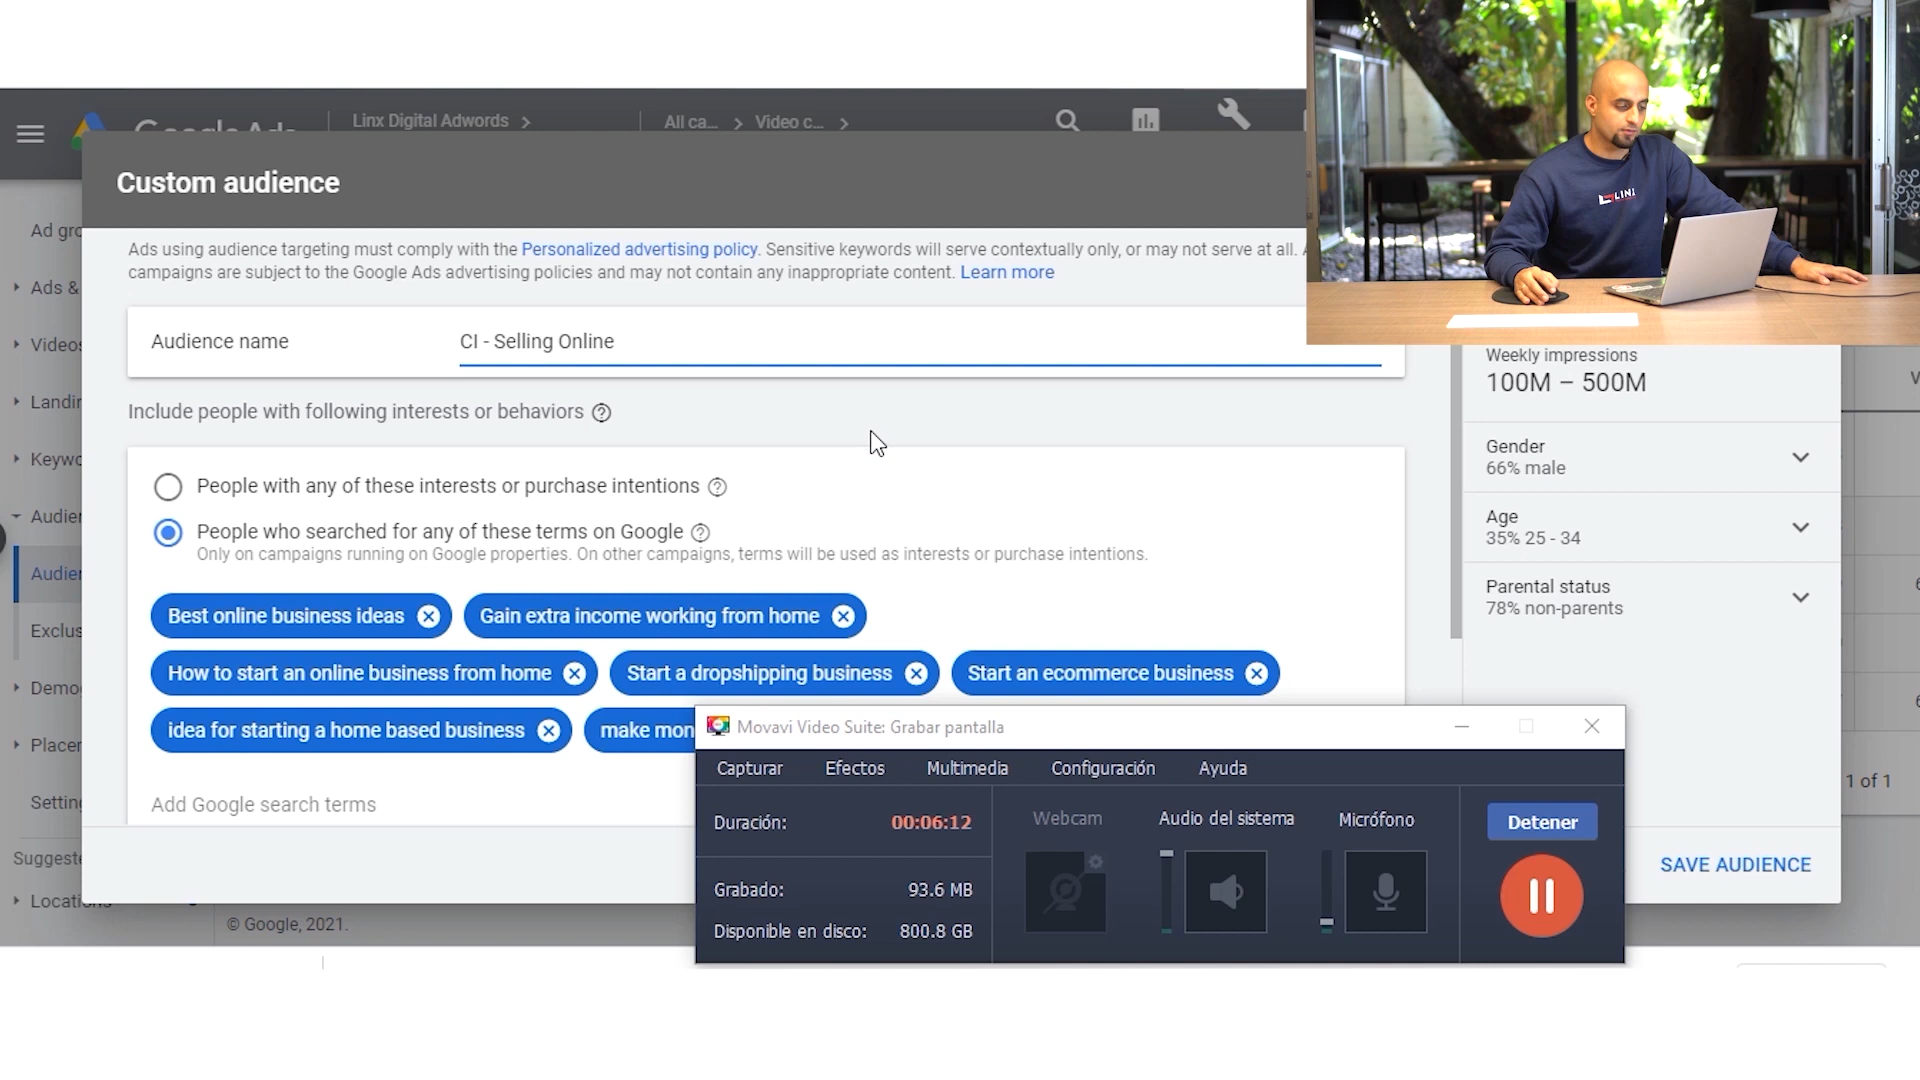 Google Ads
Linx Digital Adwords
All ca...
Video c...
Custom audience
Ads using audience targeting must comply with the Personalized advertising policy. Sensitive keywords will serve contextually only, or may not serve at all.
campaigns are subject to the Google Ads advertising policies and may not contain any inappropriate content. Learn more
Audience name
CI - Selling Online
Include people with following interests or behaviors
People with any of these interests or purchase intentions
People who searched for any of these terms on Google
Only on campaigns running on Google properties. On other campaigns, terms will be used as interests or purchase intentions.
Best online business ideas
Gain extra income working from home
How to start an online business from home
Start a dropshipping business
Start an ecommerce business
idea for starting a home based business
make mon
Add Google search terms
Ad gro
Ads &
Videos
Landin
Keywo
Audien
Audien
Exclus
Demo
Placem
Setting
Suggeste
Locations
© Google, 2021.
LINX
Weekly impressions
100M – 500M
Gender
66% male
Age
35% 25 - 34
Parental status
78% non-parents
1 of 1
SAVE AUDIENCE
Movavi Video Suite: Grabar pantalla
Capturar
Efectos
Multimedia
Configuración
Ayuda
Duración:
00:06:12
Grabado:
93.6 MB
Disponible en disco:
800.8 GB
Webcam
Audio del sistema
Micrófono
Detener